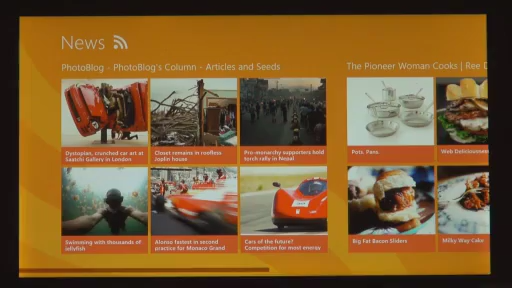 News
PhotoBlog - PhotoBlog's Column - Articles and Seeds
The Pioneer Woman Cooks | Ree D
Dystopian, crunched car art at
Saatchi Gallery in London
Closet remains in roofless
Joplin house
Pro-monarchy supporters hold
torch rally in Nepal
Pots. Pans.
Web Deliciousness
Swimming with thousands of
jellyfish
Alonso fastest in second
practice for Monaco Grand
Cars of the future?
Competition for most energy
Big Fat Bacon Sliders
Milky Way Cake